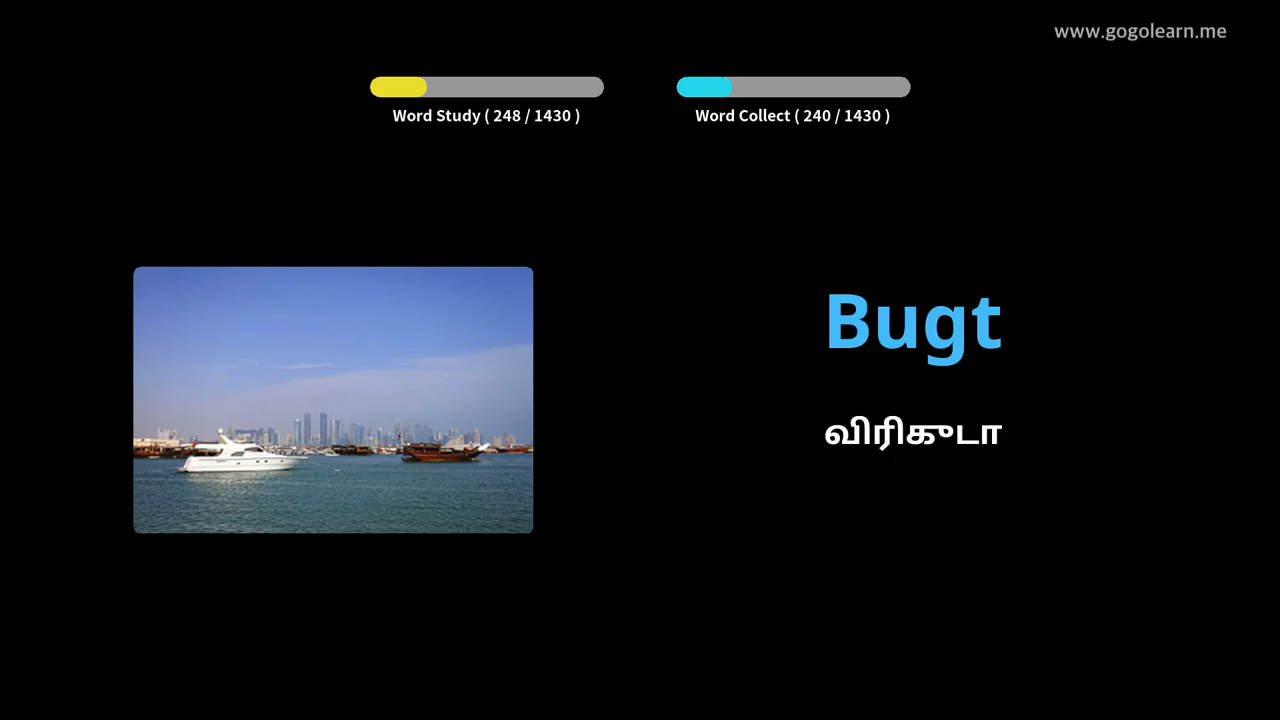 www.gogolearn.me
Word Study ( 248 / 1430 )
Word Collect ( 240 / 1430 )
Bugt
விரிகுடா